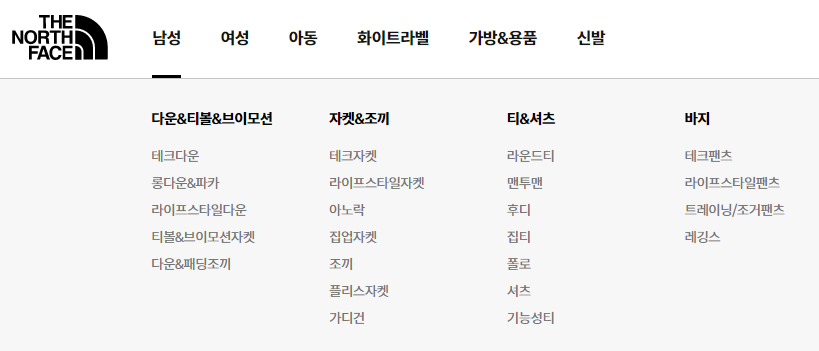 THE
NORTH
FACE
남성 여성 아동 화이트라벨 가방&용품 신발
다운&티볼&브이모션
테크다운
롱다운&파카
라이프스타일다운
티볼&브이모션자켓
다운&패딩조끼
자켓&조끼
테크자켓
라이프스타일자켓
아노락
집업자켓
조끼
플리스자켓
가디건
티&셔츠
라운드티
맨투맨
후디
집티
폴로
셔츠
기능성티
바지
테크팬츠
라이프스타일팬츠
트레이닝/조거팬츠
레깅스